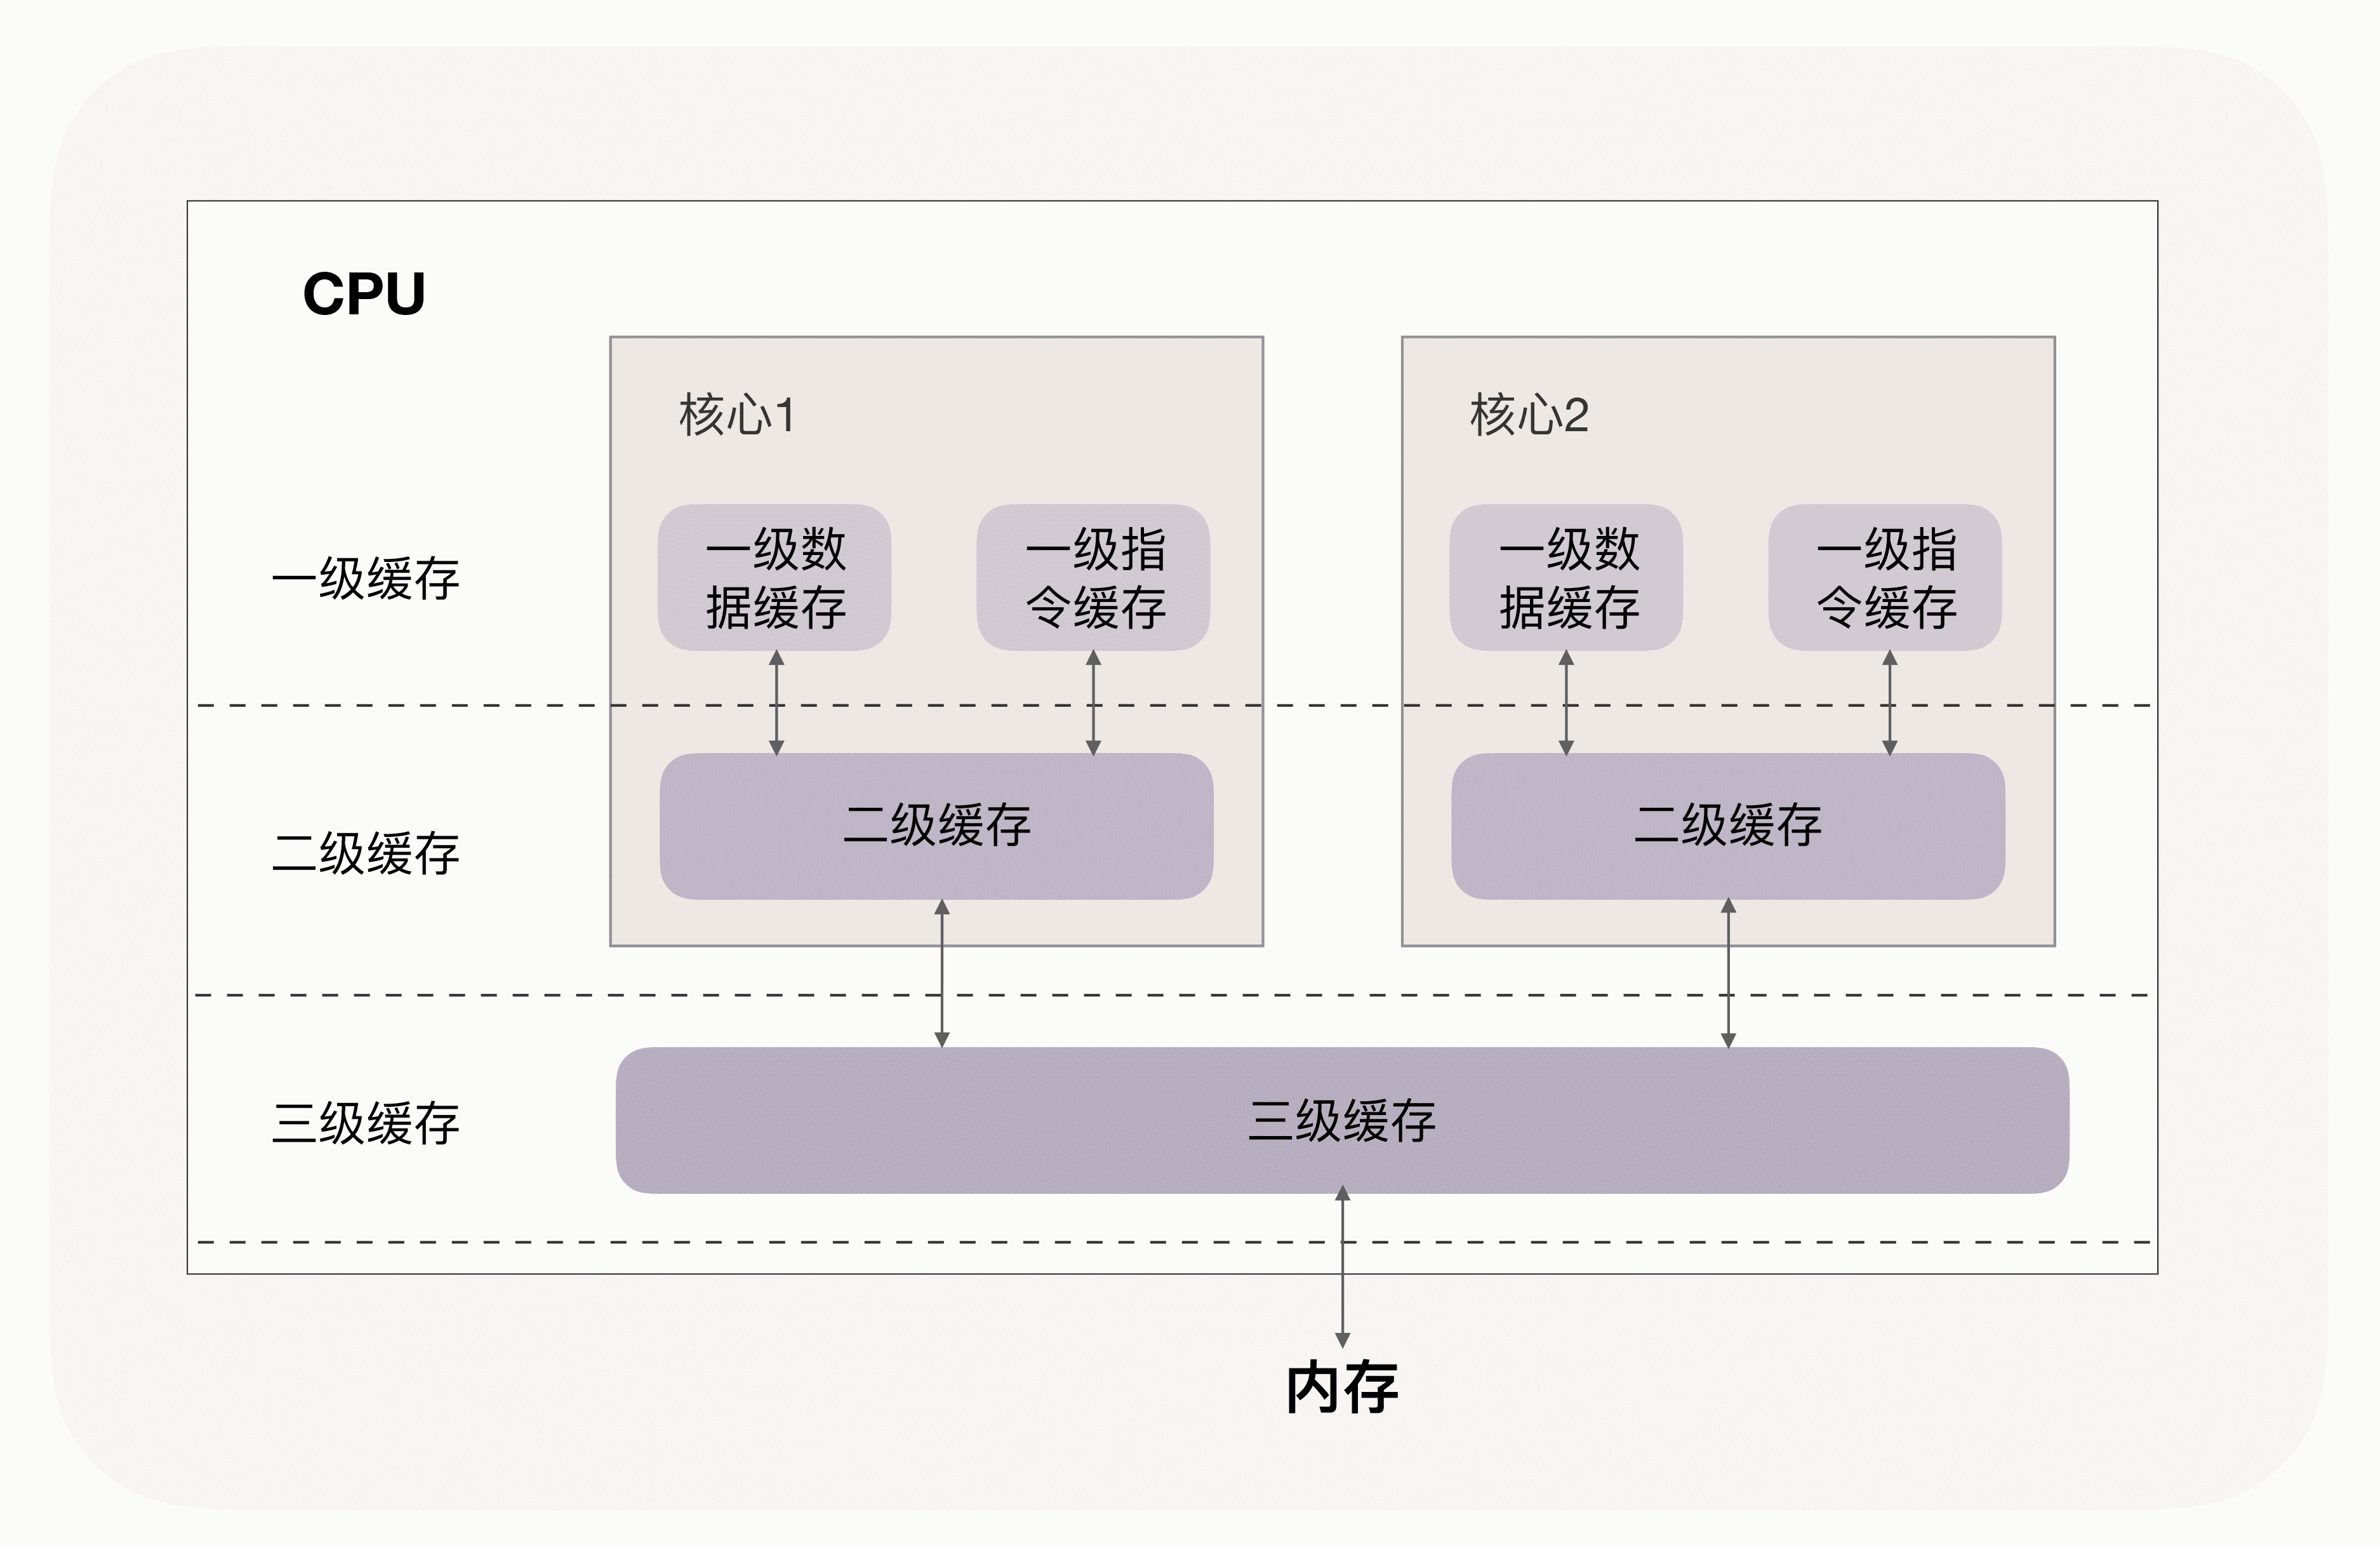 CPU
核心1
核心2
一级缓存
一级数
据缓存
一级指
令缓存
一级数
据缓存
一级指
令缓存
二级缓存
二级缓存
二级缓存
三级缓存
三级缓存
内存